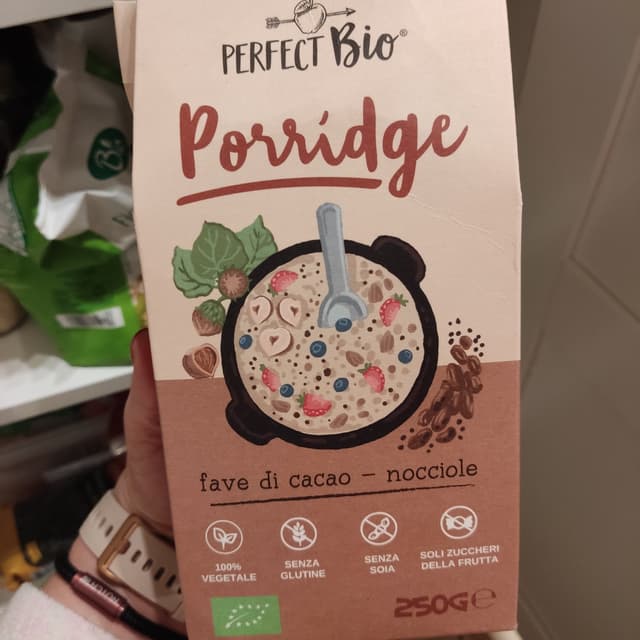 PERFECT Bio®
Porridge
fave di cacao – nocciole
100%
VEGETALE
SENZA
GLUTINE
SENZA
SOIA
SOLI ZUCCHERI
DELLA FRUTTA
250G e